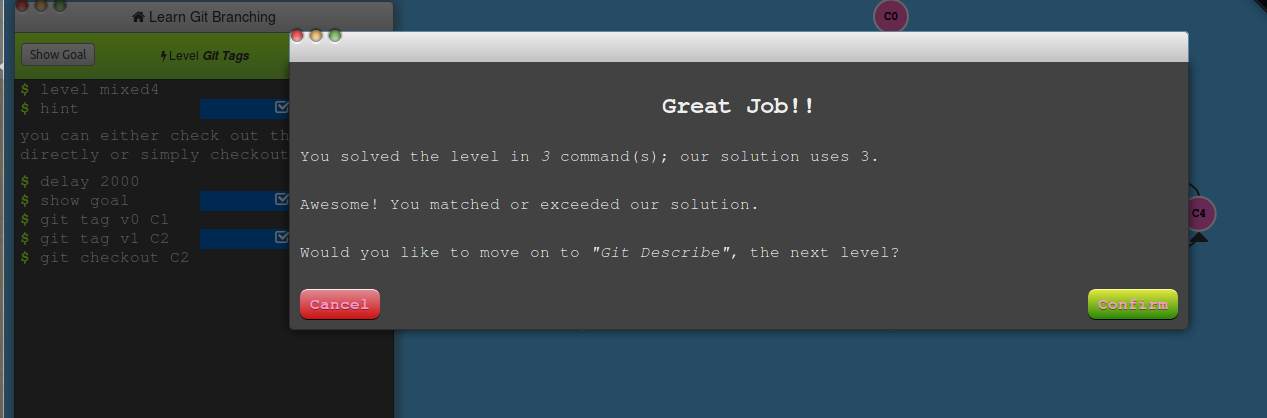 Learn Git Branching
Show Goal
Level Git Tags
$ level mixed4
$ hint
you can either check out th
directly or simply checkout
$ delay 2000
$ show goal
$ git tag v0 C1
$ git tag v1 C2
$ git checkout C2
C0
Great Job!!
You solved the level in 3 command(s); our solution uses 3.
Awesome! You matched or exceeded our solution.
Would you like to move on to "Git Describe", the next level?
Cancel
Confirm
C4